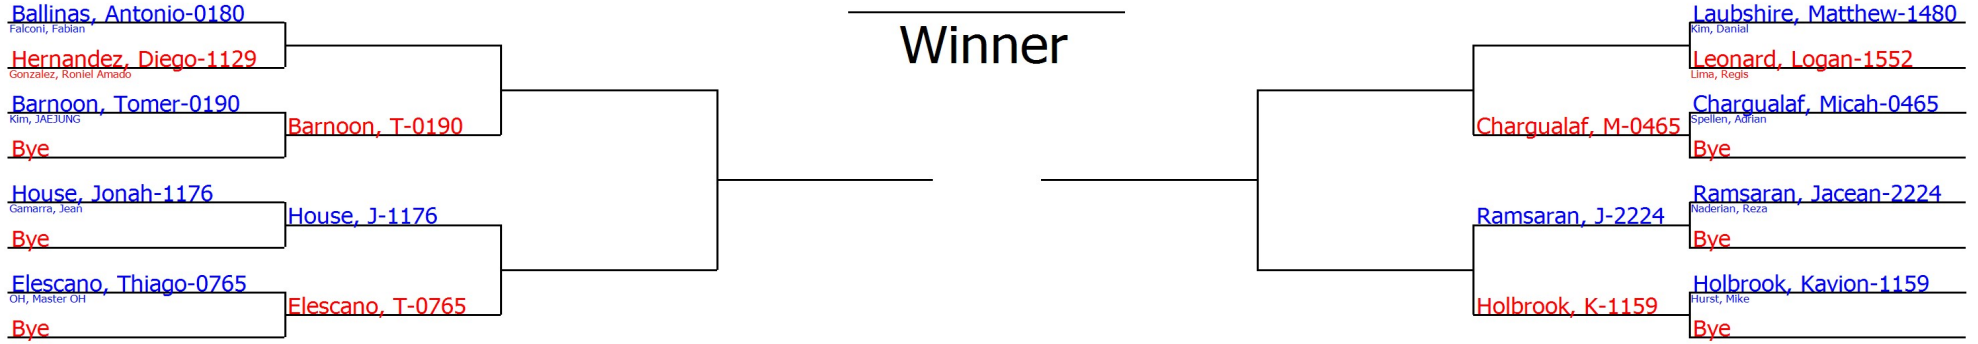 Ballinas, Antonio-0180
Falconi, Fabian
Hernandez, Diego-1129
Gonzalez, Roniel Amado
Barnoon, Tomer-0190
Kim, JAEJUNG
Bye
House, Jonah-1176
Gamarra, Jean
Bye
Elescano, Thiago-0765
OH, Master OH
Bye
Barnoon, T-0190
House, J-1176
Elescano, T-0765
Winner
Chargualaf, M-0465
Ramsaran, J-2224
Holbrook, K-1159
Laubshire, Matthew-1480
Kim, Danial
Leonard, Logan-1552
Lima, Regis
Chargualaf, Micah-0465
Spellen, Adrian
Bye
Ramsaran, Jacean-2224
Naderian, Reza
Bye
Holbrook, Kavion-1159
Hurst, Mike
Bye